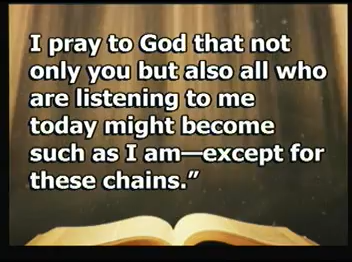 I pray to God that not
only you but also all who
are listening to me
today might become
such as I am—except for
these chains.”